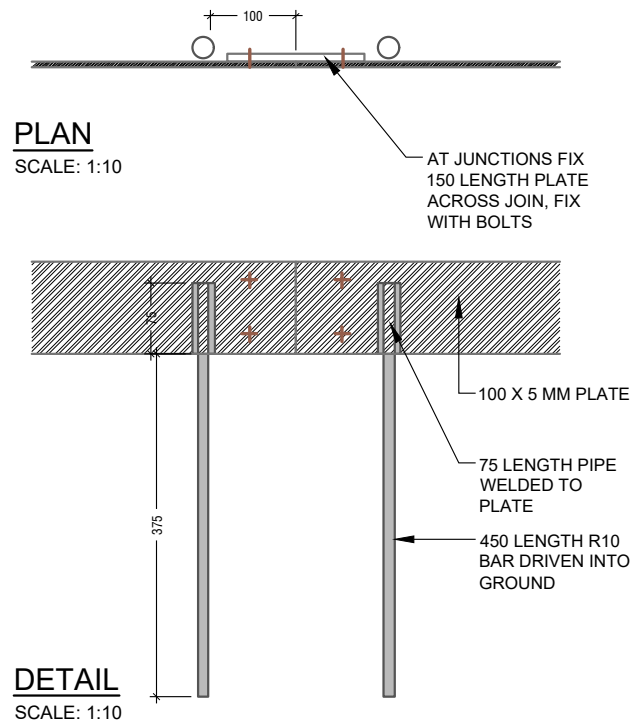 100
PLAN
SCALE: 1:10
AT JUNCTIONS FIX
150 LENGTH PLATE
ACROSS JOIN, FIX
WITH BOLTS
75
100 X 5 MM PLATE
75 LENGTH PIPE
WELDED TO
PLATE
375
450 LENGTH R10
BAR DRIVEN INTO
GROUND
DETAIL
SCALE: 1:10